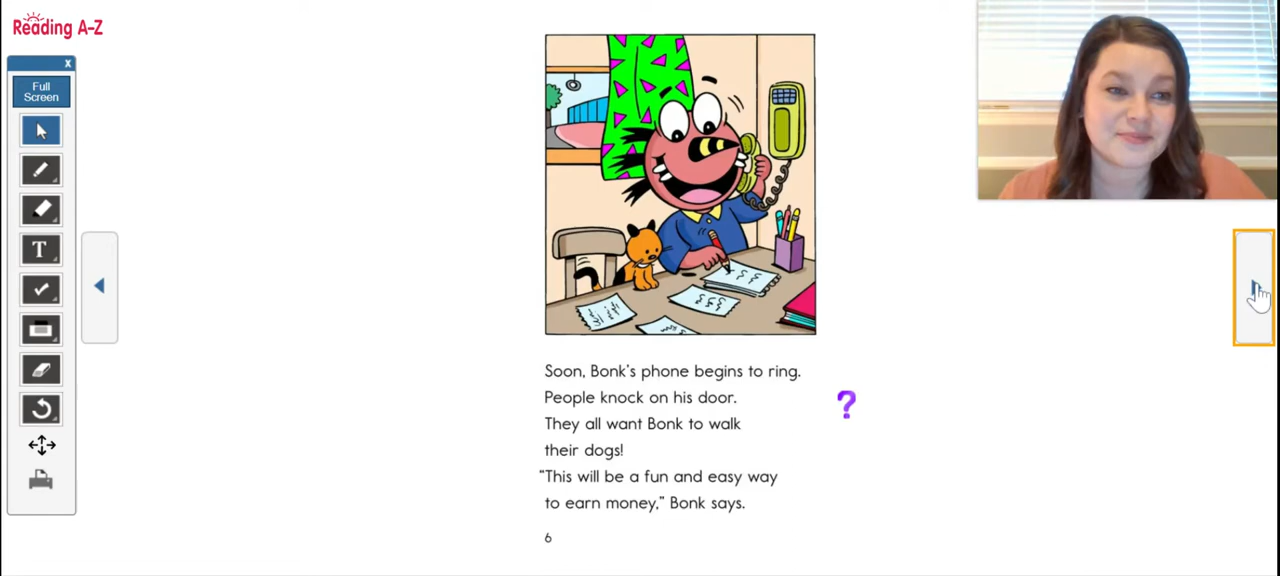 Reading A-Z
x
Full
Screen
T
Soon, Bonk's phone begins to ring.
People knock on his door.
They all want Bonk to walk
their dogs!
"This will be a fun and easy way
to earn money," Bonk says.
?
6